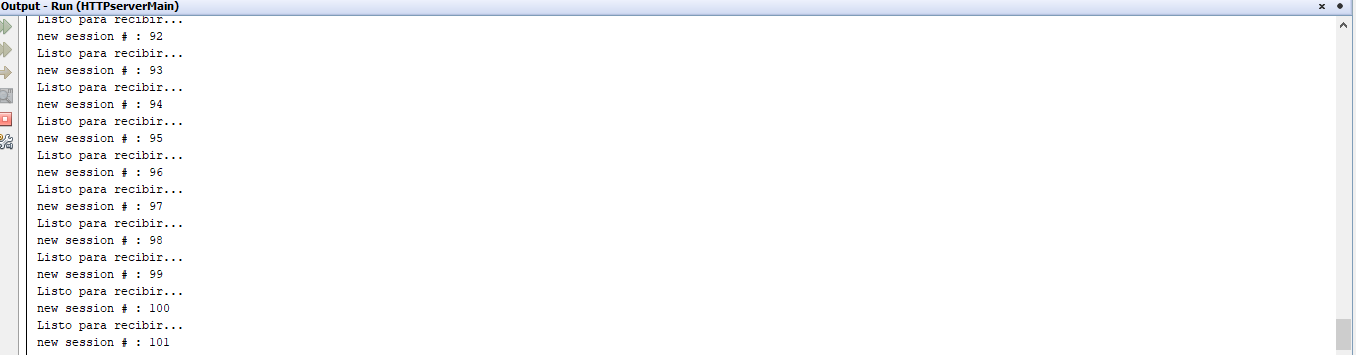 Output - Run (HTTPserverMain)
Listo para recibir...
new session # : 92
Listo para recibir...
new session # : 93
Listo para recibir...
new session # : 94
Listo para recibir...
new session # : 95
Listo para recibir...
new session # : 96
Listo para recibir...
new session # : 97
Listo para recibir...
new session # : 98
Listo para recibir...
new session # : 99
Listo para recibir...
new session # : 100
Listo para recibir...
new session # : 101